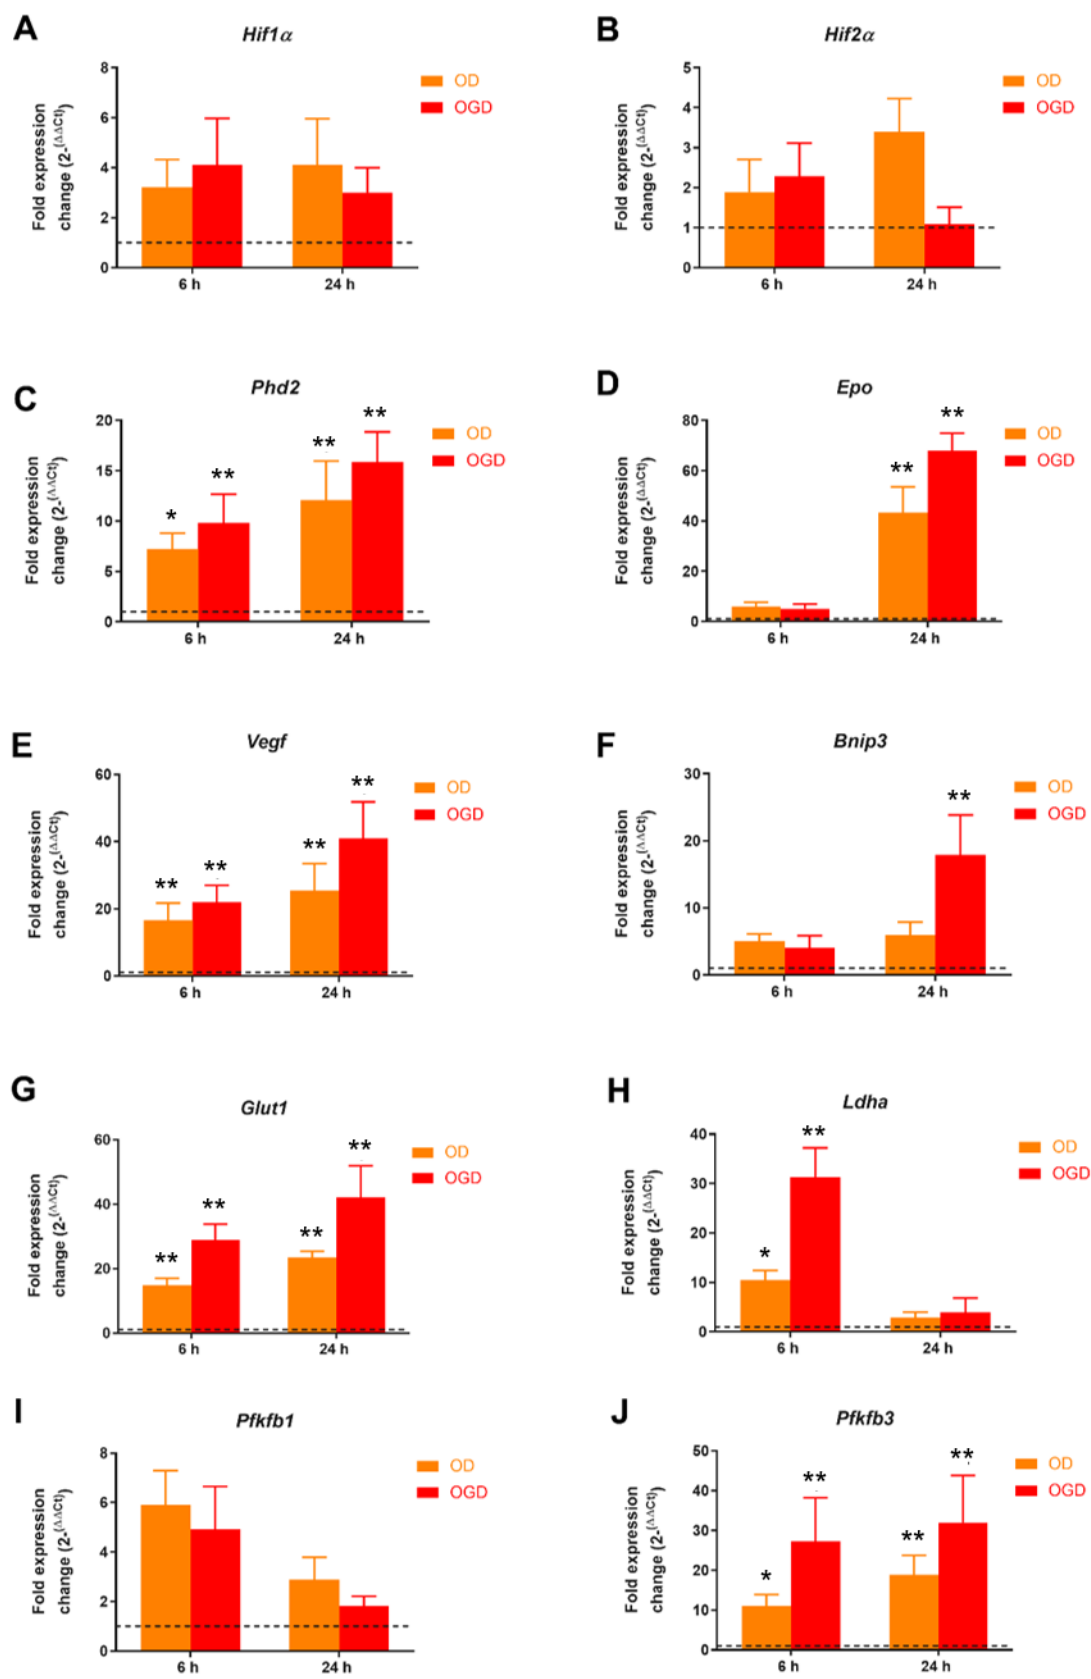 A
Hif1α
Fold expression
change (2-(ΔΔCt))
8
6
4
2
0
6 h
24 h
OD
OGD
B
Hif2α
Fold expression
change (2-(ΔΔCt))
5
4
3
2
1
0
6 h
24 h
OD
OGD
C
Phd2
Fold expression
change (2-(ΔΔCt))
20
15
10
5
0
*
**
**
**
6 h
24 h
OD
OGD
D
Epo
Fold expression
change (2-(ΔΔCt))
80
60
40
20
0
**
**
6 h
24 h
OD
OGD
E
Vegf
Fold expression
change (2-(ΔΔCt))
60
40
20
0
**
**
**
**
6 h
24 h
OD
OGD
F
Bnip3
Fold expression
change (2-(ΔΔCt))
30
20
10
0
**
6 h
24 h
OD
OGD
G
Glut1
Fold expression
change (2-(ΔΔCt))
60
40
20
0
**
**
**
**
6 h
24 h
OD
OGD
H
Ldha
Fold expression
change (2-(ΔΔCt))
40
30
20
10
0
*
**
6 h
24 h
OD
OGD
I
Pfkfb1
Fold expression
change (2-(ΔΔCt))
8
6
4
2
0
6 h
24 h
OD
OGD
J
Pfkfb3
Fold expression
change (2-(ΔΔCt))
50
40
30
20
10
0
*
**
**
**
6 h
24 h
OD
OGD